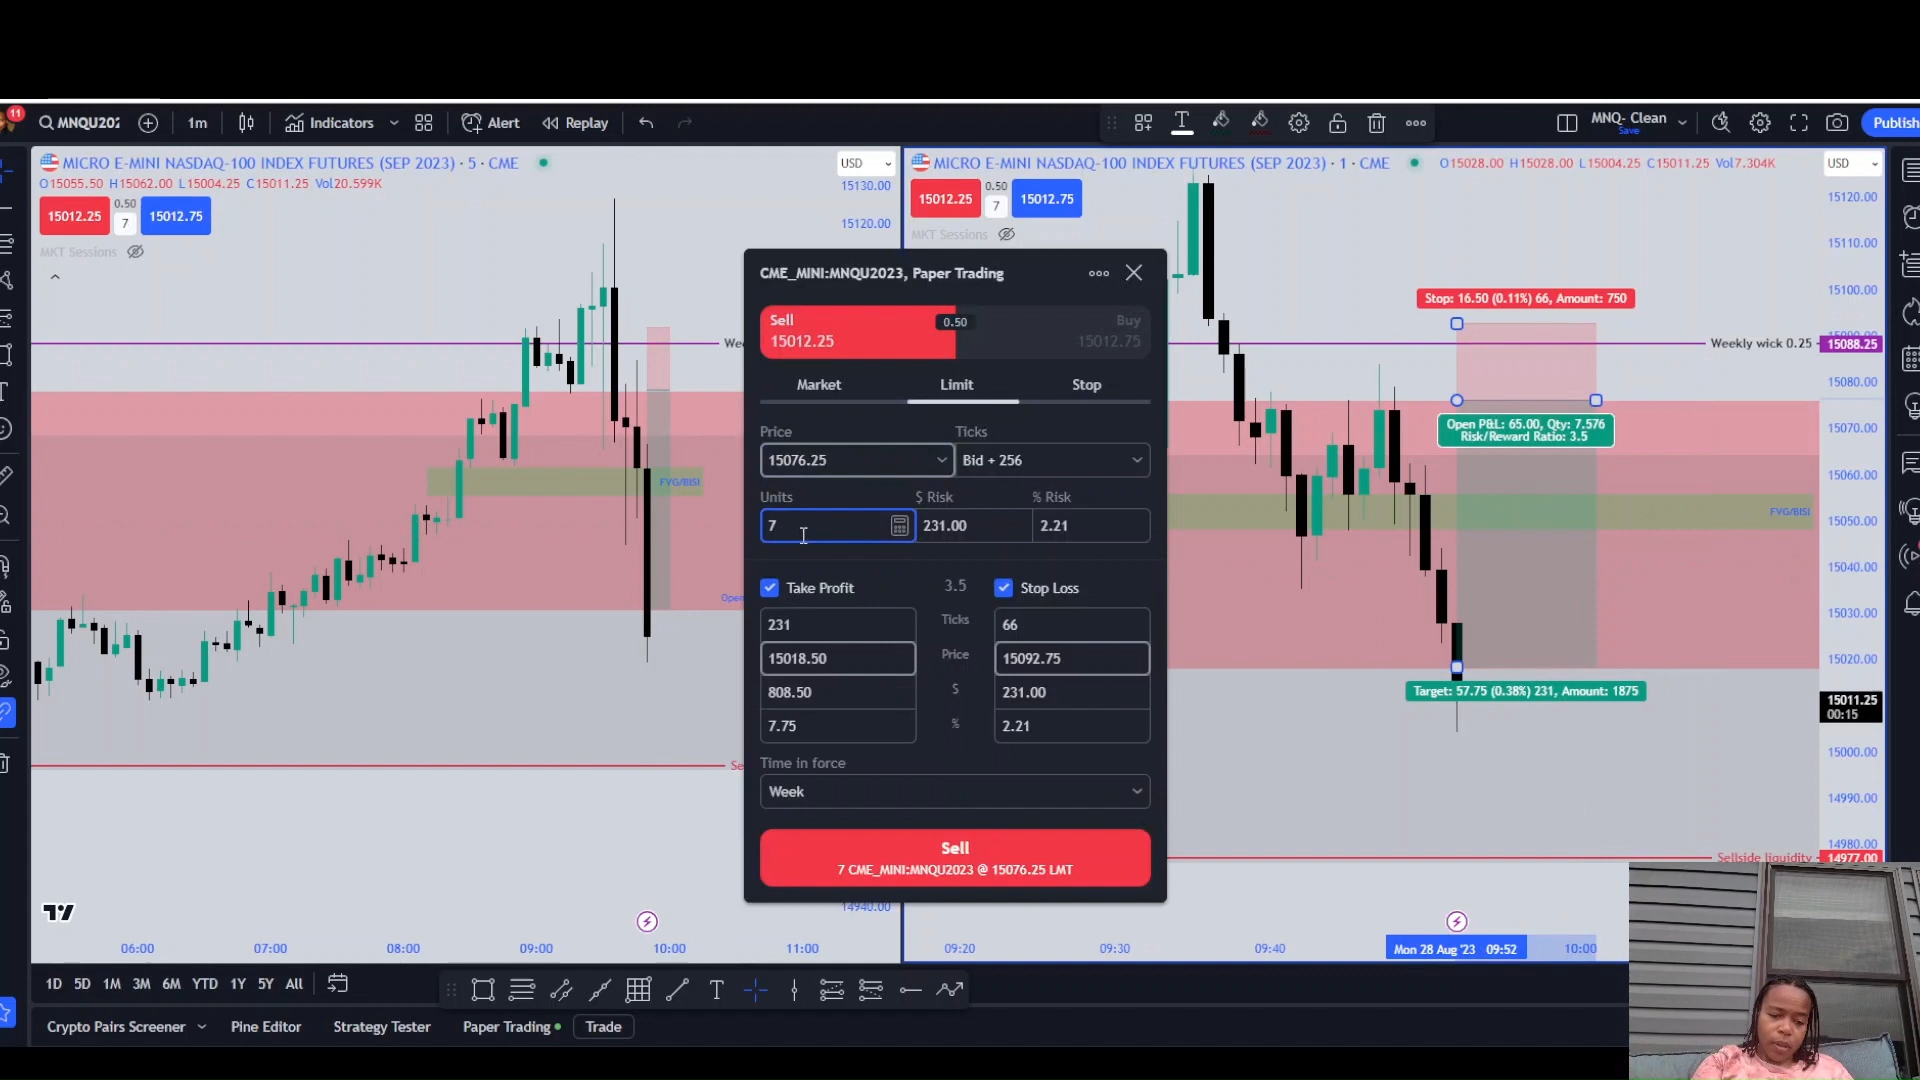 11
MNQU202
1m
Indicators
Alert
Replay
MNQ- Clean
Save
Publish
MICRO E-MINI NASDAQ-100 INDEX FUTURES (SEP 2023) · 5 · CME
O15055.50 H15062.00 L15004.25 C15011.25 Vol20.599K
15012.25
0.50
7
15012.75
MKT Sessions
USD
15130.00
15120.00
MICRO E-MINI NASDAQ-100 INDEX FUTURES (SEP 2023) · 1 · CME
O15028.00 H15028.00 L15004.25 C15011.25 Vol7.304K
15012.25
0.50
7
15012.75
MKT Sessions
USD
15120.00
15110.00
15100.00
15088.25
15080.00
15070.00
15060.00
15050.00
15040.00
15030.00
15020.00
15011.25
00:15
15000.00
14990.00
14980.00
14977.00
We
FVG/BISI
Open
Se
14940.00
CME_MINI:MNQU2023, Paper Trading
Sell
15012.25
0.50
Buy
15012.75
Market
Limit
Stop
Price
Ticks
15076.25
Bid + 256
Units
$ Risk
% Risk
7
231.00
2.21
Take Profit
3.5
Stop Loss
231
Ticks
66
15018.50
Price
15092.75
808.50
$
231.00
7.75
%
2.21
Time in force
Week
Sell
7 CME_MINI:MNQU2023 @ 15076.25 LMT
Stop: 16.50 (0.11%) 66, Amount: 750
Weekly wick 0.25
Open P&L: 65.00, Qty: 7.576
Risk/Reward Ratio: 3.5
FVG/BISI
Target: 57.75 (0.38%) 231, Amount: 1875
Sellside liquidity
06:00
07:00
08:00
09:00
10:00
11:00
09:20
09:30
09:40
Mon 28 Aug '23 09:52
10:00
1D 5D 1M 3M 6M YTD 1Y 5Y All
Crypto Pairs Screener
Pine Editor
Strategy Tester
Paper Trading
Trade